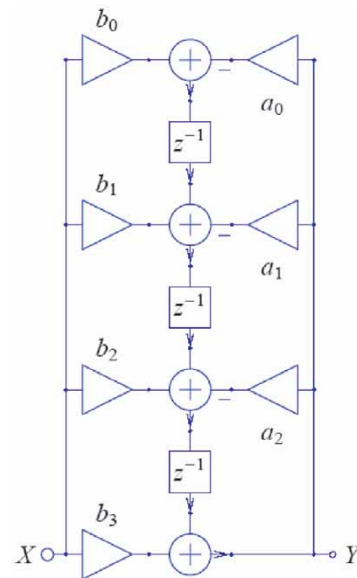 b₀
+
−
a₀
z⁻¹
b₁
+
−
a₁
z⁻¹
b₂
+
−
a₂
z⁻¹
b₃
X + Y